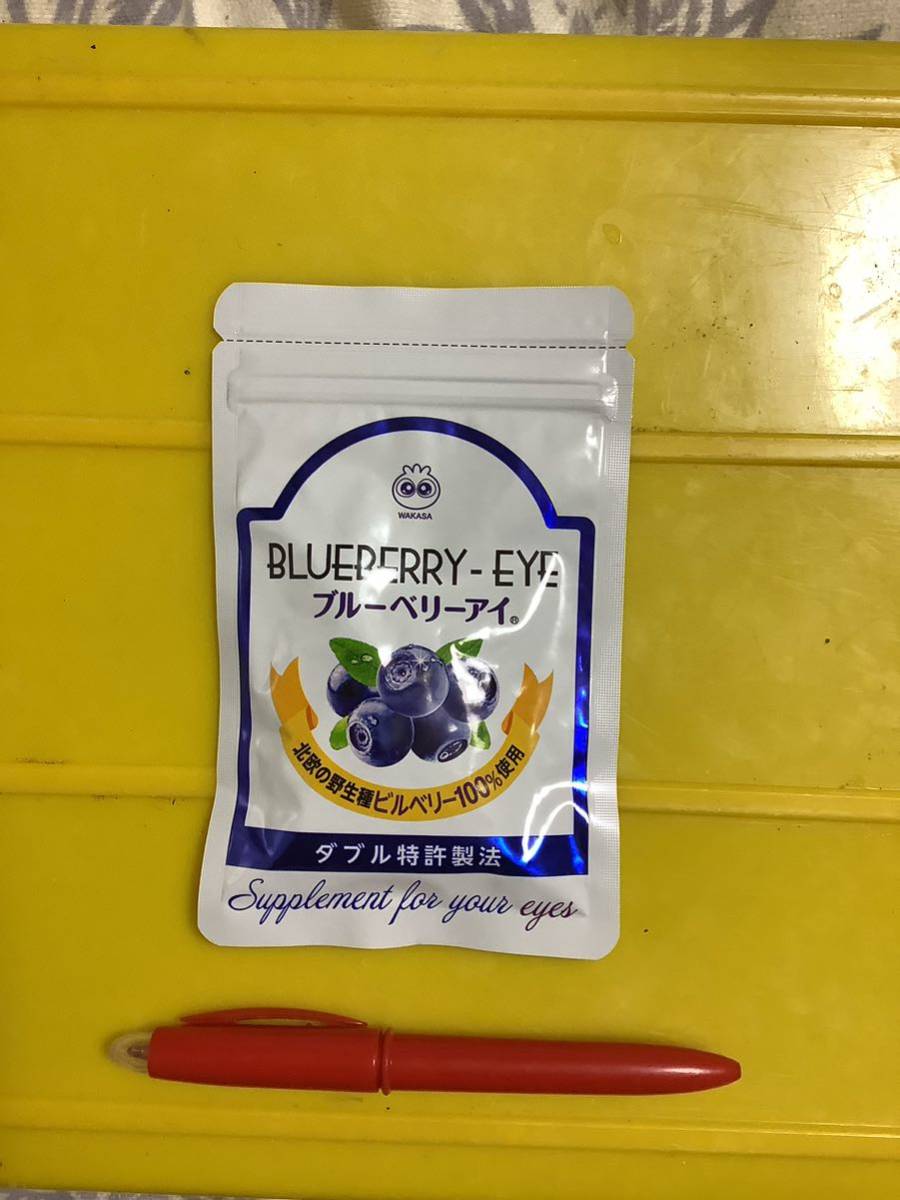 WAKASA
BLUEBERRY-EYE
ブルーベリーアイ®
北欧の野生種ビルベリー100%使用
ダブル特許製法
Supplement for your eyes